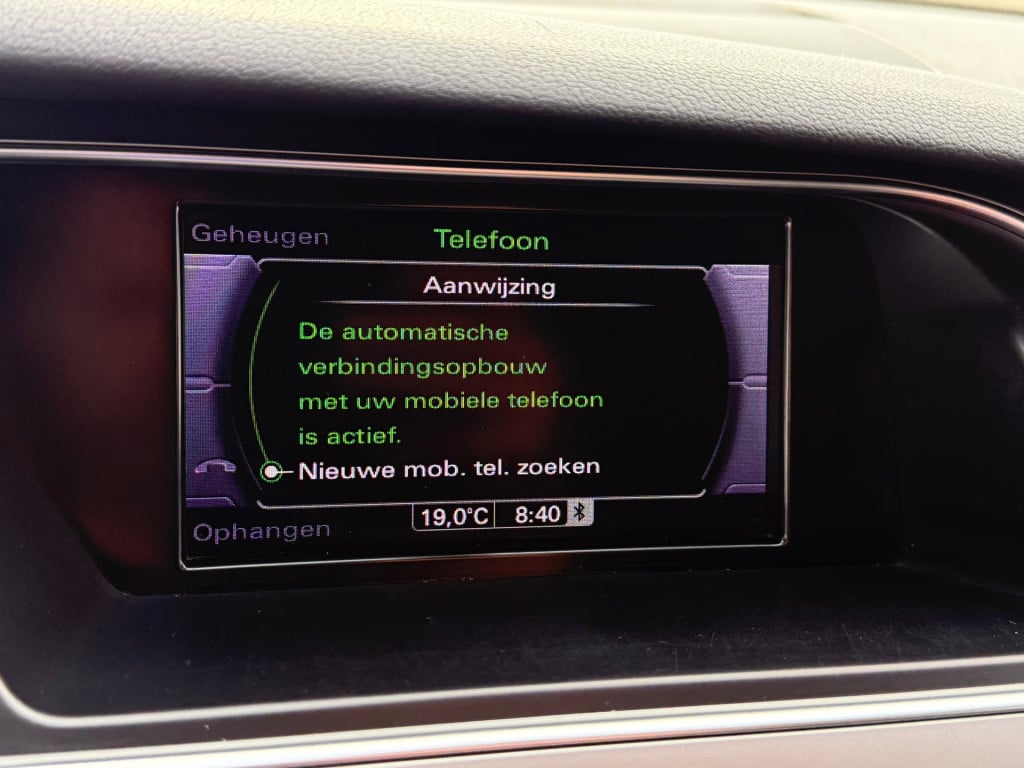 Geheugen
Telefoon
Aanwijzing
De automatische
verbindingsopbouw
met uw mobiele telefoon
is actief.
Nieuwe mob. tel. zoeken
Ophangen
19,0°C
8:40